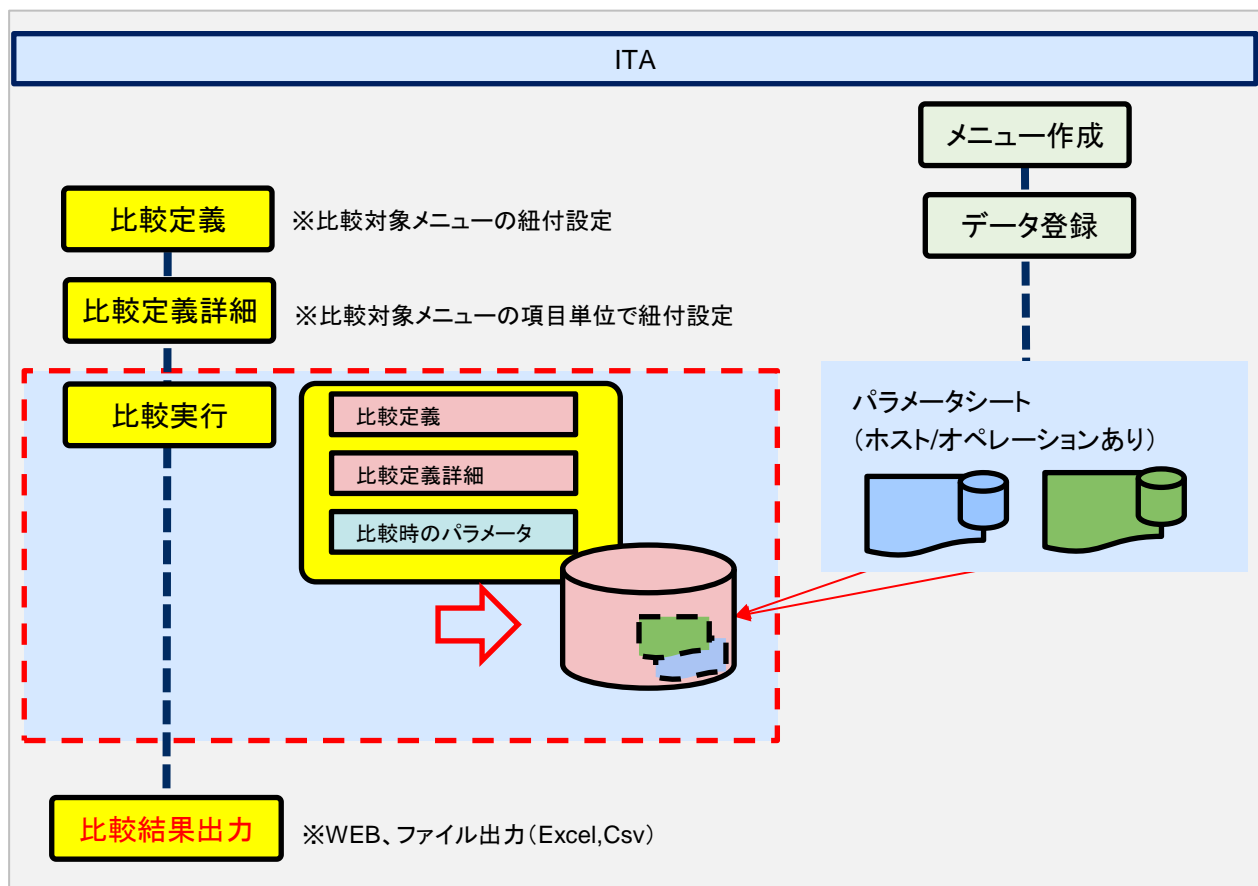 ITA
メニュー作成
データ登録
比較定義
※比較対象メニューの紐付設定
比較定義詳細
※比較対象メニューの項目単位で紐付設定
比較実行
比較定義
比較定義詳細
比較時のパラメータ
パラメータシート
（ホスト/オペレーションあり）
比較結果出力
※WEB、ファイル出力（Excel,Csv）